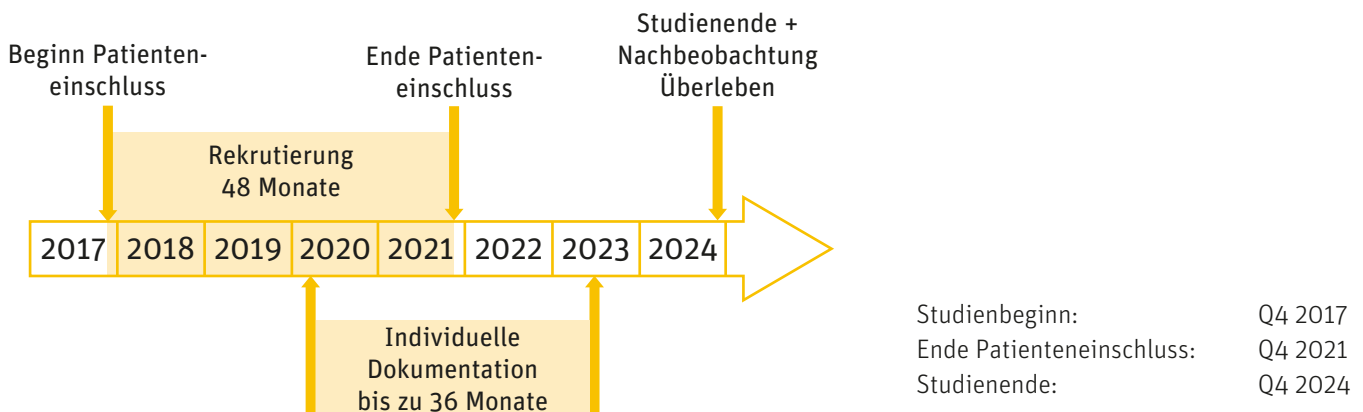 Studienende +
Nachbeobachtung
Überleben
Beginn Patienten-
einschluss
Ende Patienten-
einschluss
Rekrutierung
48 Monate
2017 2018 2019 2020 2021 2022 2023 2024
Individuelle
Dokumentation
bis zu 36 Monate
Studienbeginn: Q4 2017
Ende Patienteneinschluss: Q4 2021
Studienende: Q4 2024